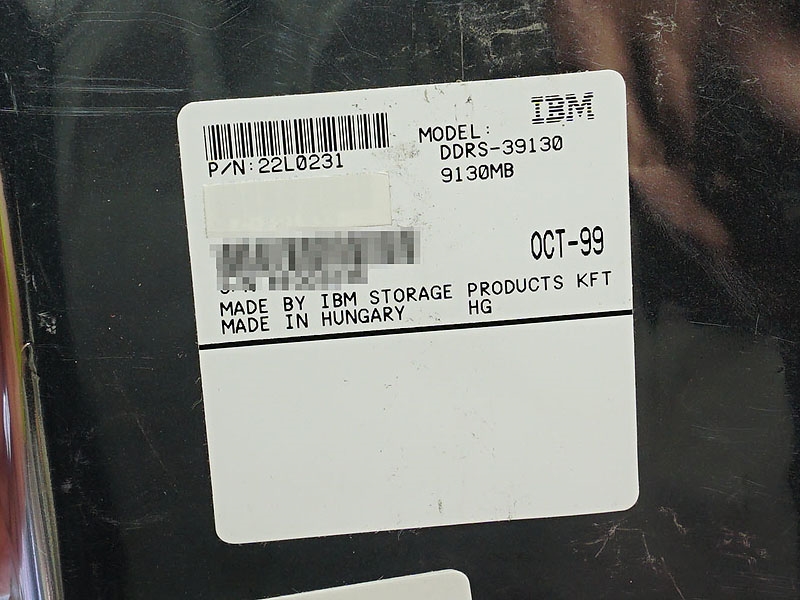 IBM
MODEL:
DDRS-39130
9130MB
P/N:22L0231
OCT-99
MADE BY IBM STORAGE PRODUCTS KFT
MADE IN HUNGARY HG